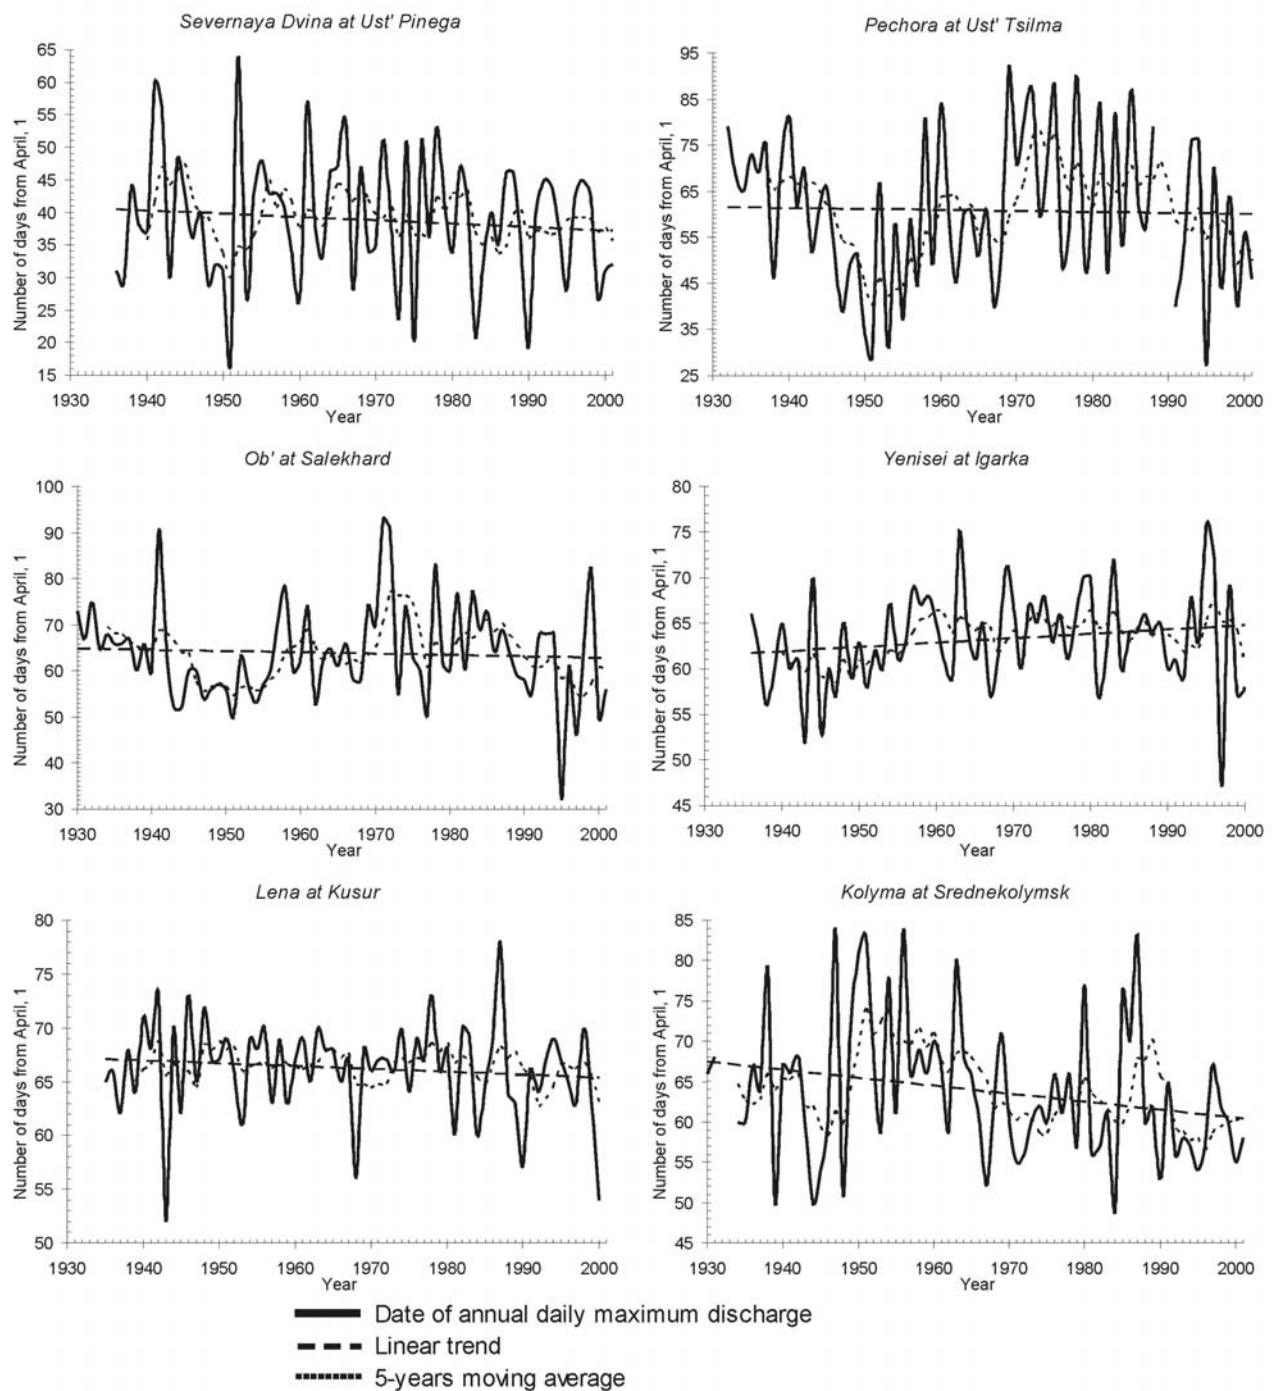 Severnaya Dvina at Ust' Pinega
Number of days from April, 1
65
60
55
50
45
40
35
30
25
20
15
1930 1940 1950 1960 1970 1980 1990 2000
Year
Pechora at Ust' Tsilma
Number of days from April, 1
95
85
75
65
55
45
35
25
1930 1940 1950 1960 1970 1980 1990 2000
Year
Ob' at Salekhard
Number of days from April, 1
100
90
80
70
60
50
40
30
1930 1940 1950 1960 1970 1980 1990 2000
Year
Yenisei at Igarka
Number of days from April, 1
80
75
70
65
60
55
50
45
1930 1940 1950 1960 1970 1980 1990 2000
Year
Lena at Kusur
Number of days from April, 1
80
75
70
65
60
55
50
1930 1940 1950 1960 1970 1980 1990 2000
Year
Kolyma at Srednekolymsk
Number of days from April, 1
85
80
75
70
65
60
55
50
45
1930 1940 1950 1960 1970 1980 1990 2000
Year
Date of annual daily maximum discharge
Linear trend
5-years moving average